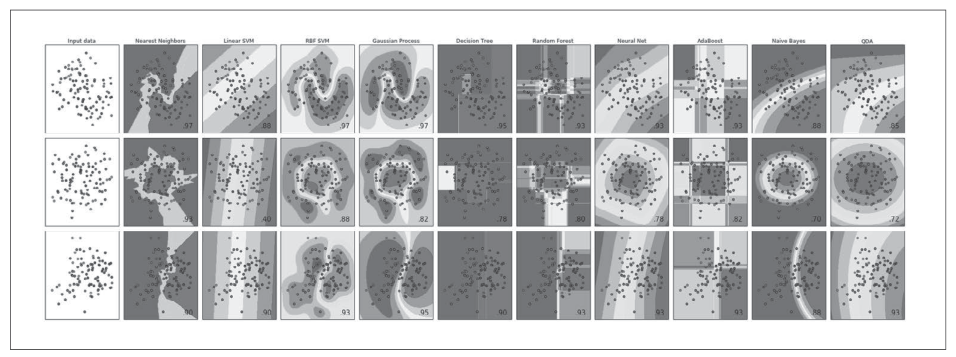 Input data Nearest Neighbors Linear SVM RBF SVM Gaussian Process Decision Tree Random Forest Neural Net AdaBoost Naive Bayes QDA
.97 .88 .97 .97 .95 .93 .93 .93 .88 .85
.93 .40 .88 .82 .78 .80 .78 .82 .70 .72
.90 .90 .93 .95 .90 .93 .93 .93 .88 .93